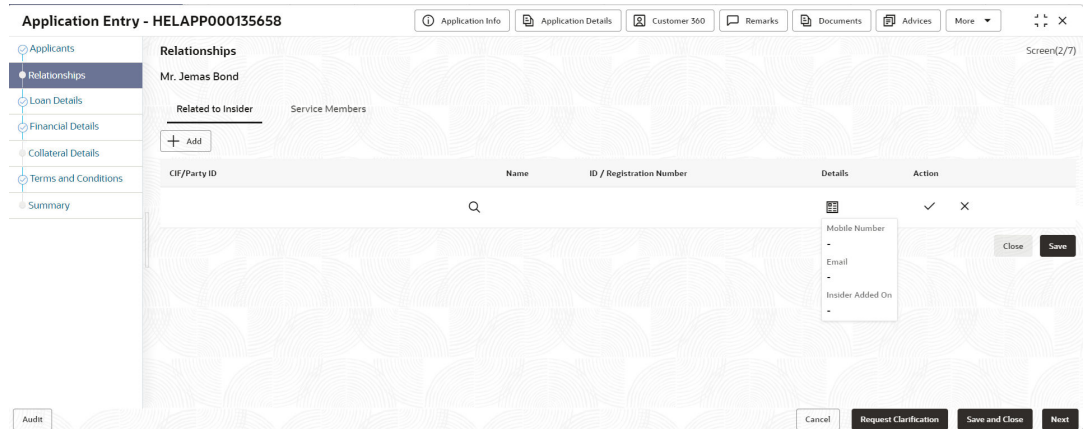 Application Entry - HELAPP000135658
Application Info
Application Details
Customer 360
Remarks
Documents
Advices
More
Applicants
Relationships
Loan Details
Financial Details
Collateral Details
Terms and Conditions
Summary
Relationships
Screen(2/7)
Mr. Jemas Bond
Related to Insider
Service Members
Add
CIF/Party ID
Name
ID / Registration Number
Details
Action
Mobile Number
-
Email
-
Insider Added On
-
Close
Save
Audit
Cancel
Request Clarification
Save and Close
Next